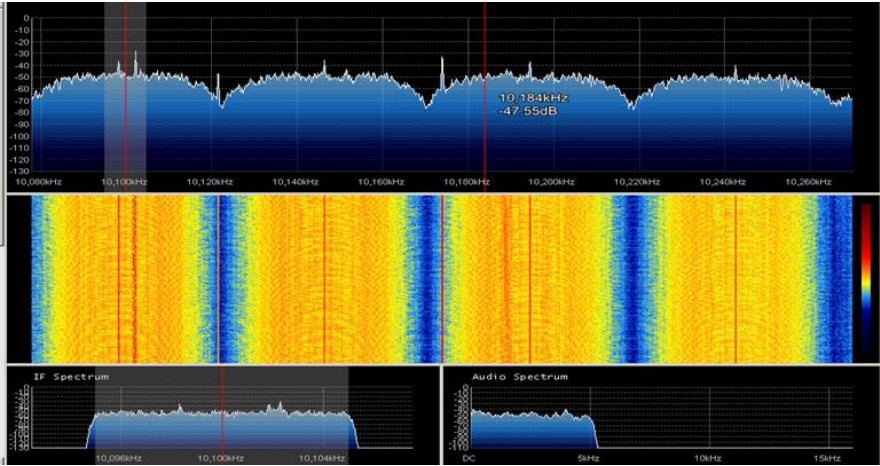 0
-10
-20
-30
-40
-50
-60
-70
-80
-90
-100
-110
-120
-130
10,184kHz
-47.55dB
10,080kHz 10,100kHz 10,120kHz 10,140kHz 10,160kHz 10,180kHz 10,200kHz 10,220kHz 10,240kHz 10,260kHz
IF Spectrum
10,096kHz 10,100kHz 10,104kHz
Audio Spectrum
DC 5kHz 10kHz 15kHz